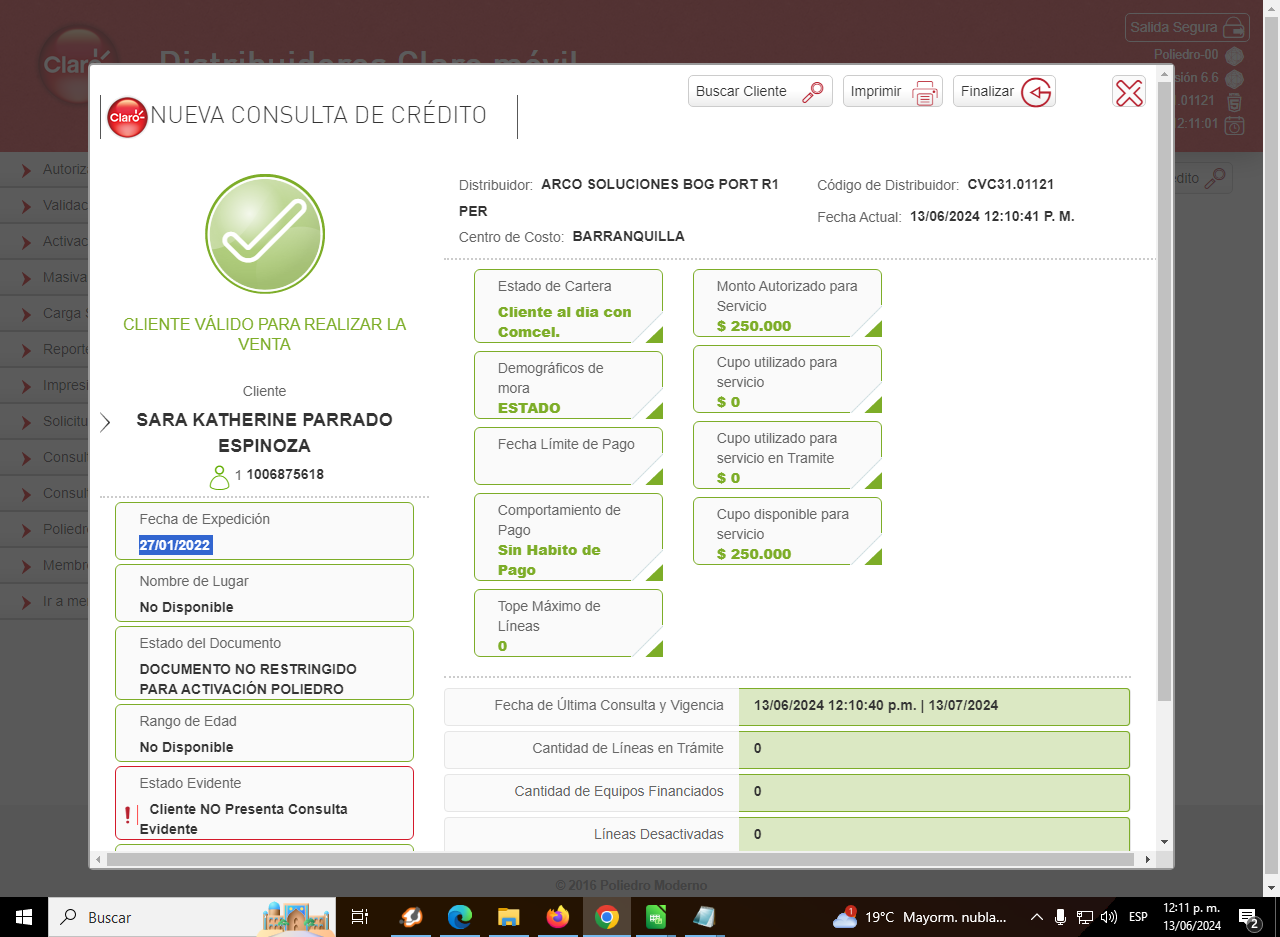 Salida Segura
Claro
Distribuidores Claro móvil
Poliedro-00
sión 6.6
.01121
12:11:01
Buscar Cliente
Imprimir
Finalizar
Claro
NUEVA CONSULTA DE CRÉDITO
Autoriz
Validac
Activac
Masiva
Carga S
Reporte
Impresi
Solicitu
Consul
Consul
Poliedr
Membr
Ir a me
édito
CLIENTE VÁLIDO PARA REALIZAR LA
VENTA
Cliente
SARA KATHERINE PARRADO
ESPINOZA
1 1006875618
Fecha de Expedición
27/01/2022
Nombre de Lugar
No Disponible
Estado del Documento
DOCUMENTO NO RESTRINGIDO
PARA ACTIVACIÓN POLIEDRO
Rango de Edad
No Disponible
Estado Evidente
! Cliente NO Presenta Consulta
Evidente
Distribuidor: ARCO SOLUCIONES BOG PORT R1
PER
Centro de Costo: BARRANQUILLA
Código de Distribuidor: CVC31.01121
Fecha Actual: 13/06/2024 12:10:41 P. M.
Estado de Cartera
Cliente al dia con
Comcel.
Demográficos de
mora
ESTADO
Fecha Límite de Pago
Comportamiento de
Pago
Sin Habito de
Pago
Tope Máximo de
Líneas
0
Monto Autorizado para
Servicio
$ 250.000
Cupo utilizado para
servicio
$ 0
Cupo utilizado para
servicio en Tramite
$ 0
Cupo disponible para
servicio
$ 250.000
Fecha de Última Consulta y Vigencia 13/06/2024 12:10:40 p.m. | 13/07/2024
Cantidad de Líneas en Trámite 0
Cantidad de Equipos Financiados 0
Líneas Desactivadas 0
© 2016 Poliedro Moderno
Buscar
1
19°C Mayorm. nubla...
ESP
12:11 p. m.
13/06/2024
2